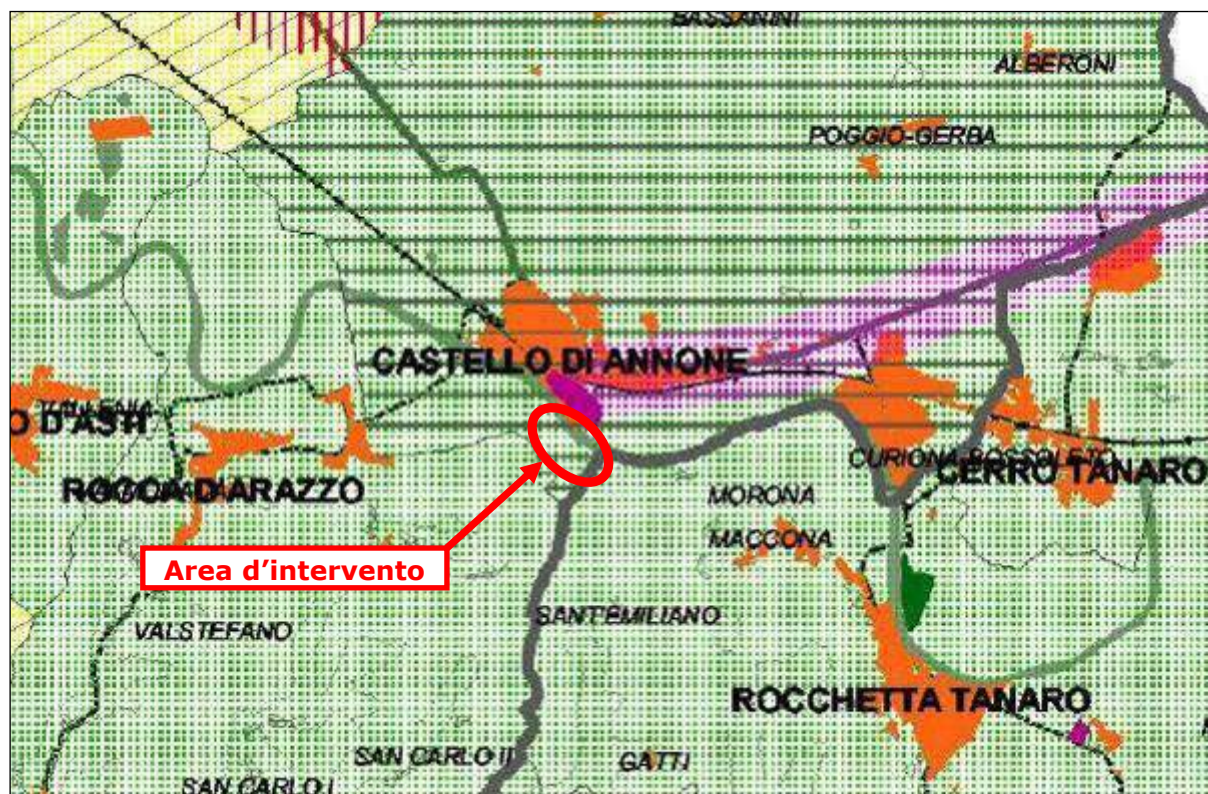 BASSANINI
ALBERONI
POGGIO-GERBA
CASTELLO DI ANNONE
O D'ASTI
ROCCA D'ARAZZO
CERRO TANARO
MORONA
MACCONA
Area d'intervento
SANT'EMILIANO
VALSTEFANO
ROCCHETTA TANARO
SAN CARLO II
GATTI
SAN CARLO I